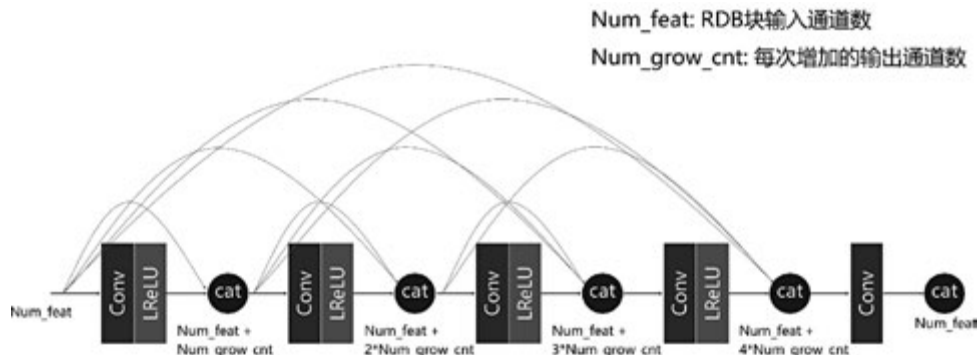 Num_feat: RDB块输入通道数
Num_grow_cnt: 每次增加的输出通道数
Conv
LReLU
cat
Conv
LReLU
cat
Conv
LReLU
cat
Conv
LReLU
cat
Conv
cat
Num_feat
Num_feat +
Num_grow_cnt
Num_feat +
2*Num_grow_cnt
Num_feat +
3*Num_grow_cnt
Num_feat +
4*Num_grow_cnt
Num_feat